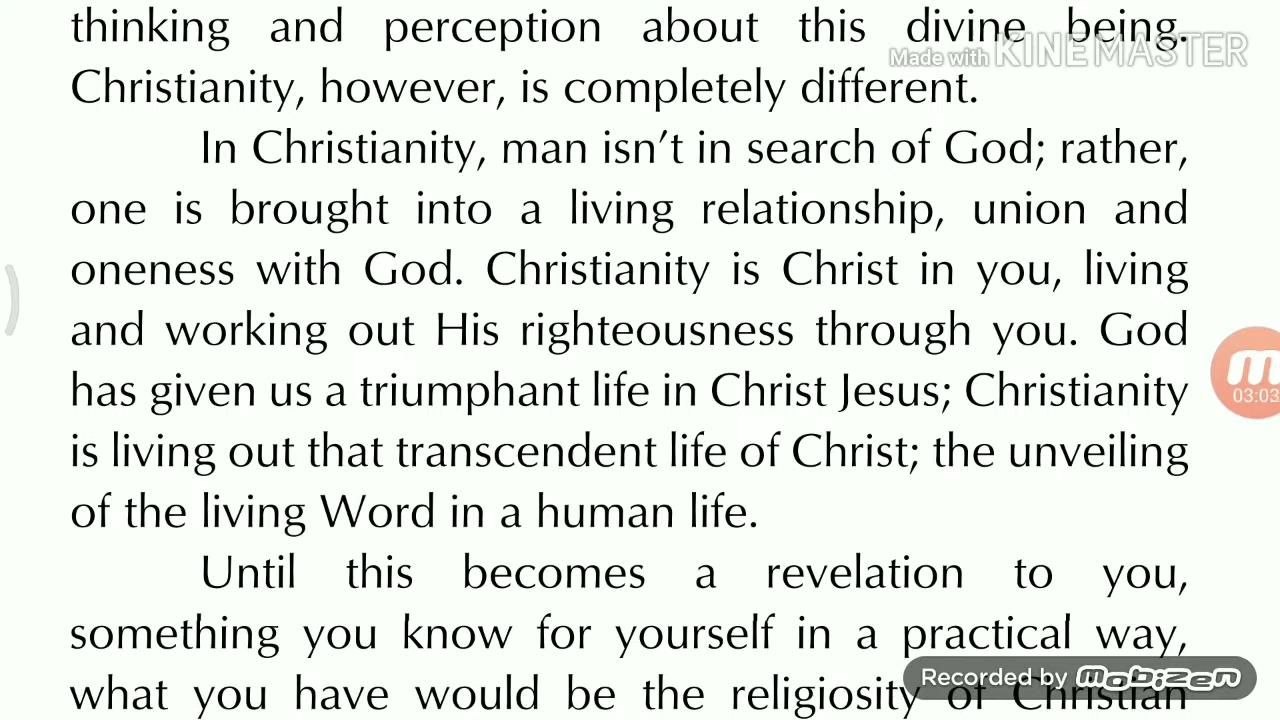 thinking and perception about this divine being.
Made with KINEMASTER
Christianity, however, is completely different.
In Christianity, man isn’t in search of God; rather,
one is brought into a living relationship, union and
oneness with God. Christianity is Christ in you, living
and working out His righteousness through you. God
has given us a triumphant life in Christ Jesus; Christianity
03:03
is living out that transcendent life of Christ; the unveiling
of the living Word in a human life.
Until this becomes a revelation to you,
something you know for yourself in a practical way,
Recorded by mobizen
what you have would be the religiosity of Christian